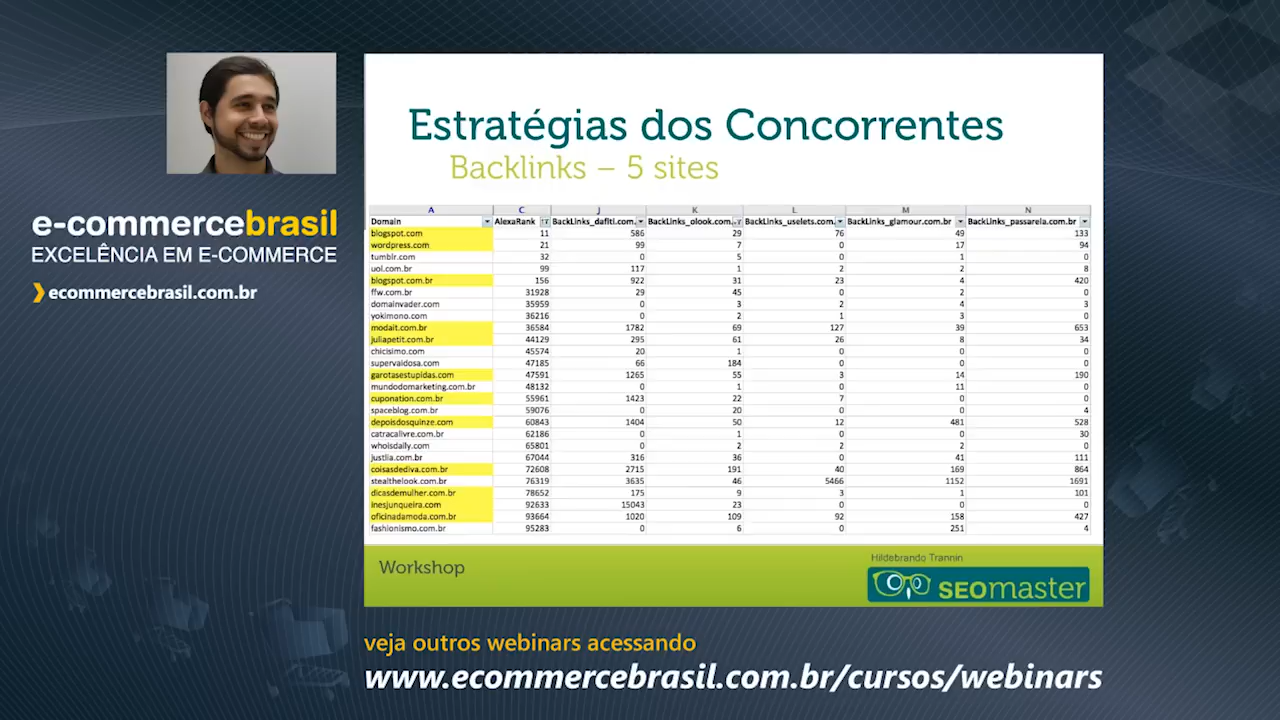 e-commercebrasil
EXCELÊNCIA EM E-COMMERCE
ecommercebrasil.com.br
Estratégias dos Concorrentes
Backlinks – 5 sites
A C J K L M N
Domain AlexaRank BackLinks_dafiti.com. BackLinks_olook.com. BackLinks_uselets.com. BackLinks_glamour.com.br BackLinks_passarela.com.br
blogspot.com 11 586 29 76 49 133
wordpress.com 21 99 7 0 17 94
tumblr.com 32 0 5 0 1 0
uol.com.br 99 117 1 2 2 8
blogspot.com.br 156 922 31 23 4 420
ffw.com.br 31928 29 45 0 2 0
domainvader.com 35959 0 3 2 4 3
yokimono.com 36216 0 2 1 3 0
modait.com.br 36584 1782 69 127 39 653
juliapetit.com.br 44129 295 61 26 8 34
chicisimo.com 45574 20 1 0 0 0
supervaidosa.com 47185 66 184 0 0 0
garotasestupidas.com 47591 1265 55 3 14 190
mundodomarketing.com.br 48132 0 1 0 11 0
cuponation.com.br 55961 1423 22 7 0 0
spaceblog.com.br 59076 0 20 0 0 4
depoisdosquinze.com 60843 1404 50 12 481 528
catracalivre.com.br 62186 0 1 0 0 30
whoisdaily.com 65801 0 2 2 2 0
justlia.com.br 67044 316 36 0 41 111
coisasdediva.com.br 72608 2715 191 40 169 864
stealthelook.com.br 76319 3635 46 5466 1152 1691
dicasdemulher.com.br 78652 175 9 3 1 101
inesjunqueira.com 92633 15043 23 0 0 0
oficinadamoda.com.br 93664 1020 109 92 158 427
fashionismo.com.br 95283 0 6 0 251 4
Workshop
Hildebrando Trannin
SEOmaster
veja outros webinars acessando
www.ecommercebrasil.com.br/cursos/webinars